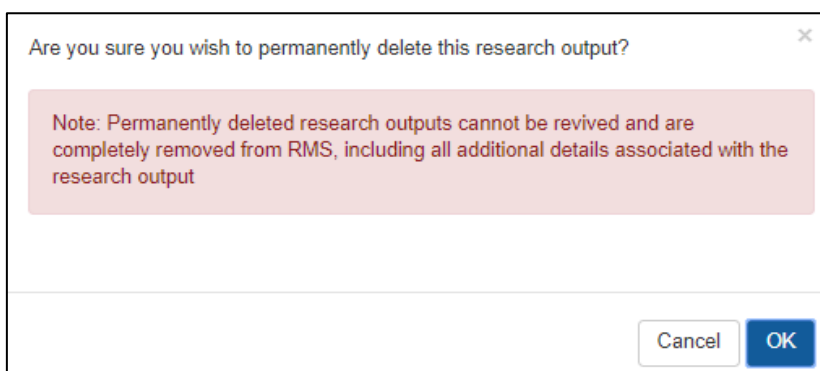 Are you sure you wish to permanently delete this research output?
×
Note: Permanently deleted research outputs cannot be revived and are
completely removed from RMS, including all additional details associated with the
research output
Cancel
OK